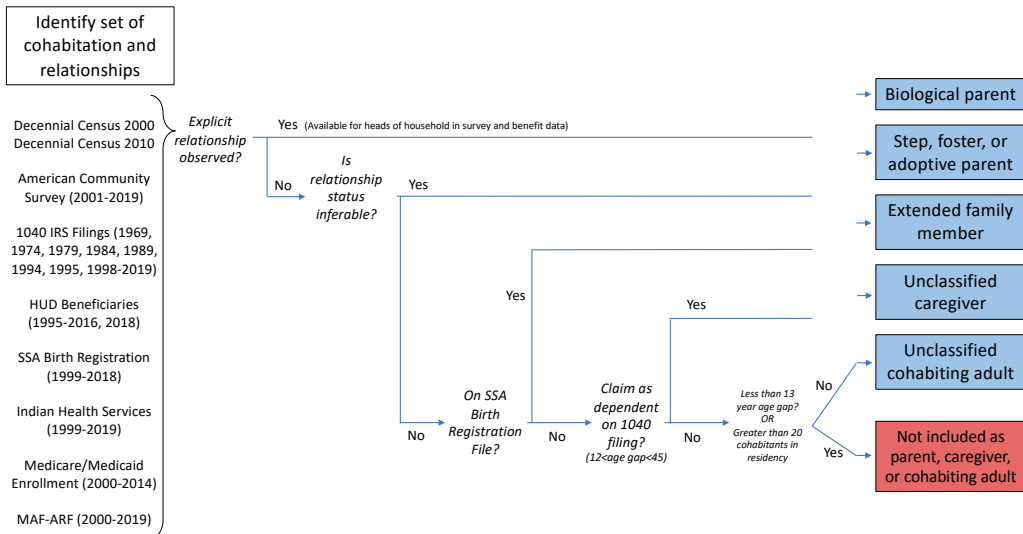 Identify set of
cohabitation and
relationships
Decennial Census 2000
Decennial Census 2010
American Community
Survey (2001-2019)
1040 IRS Filings (1969,
1974, 1979, 1984, 1989,
1994, 1995, 1998-2019)
HUD Beneficiaries
(1995-2016, 2018)
SSA Birth Registration
(1999-2018)
Indian Health Services
(1999-2019)
Medicare/Medicaid
Enrollment (2000-2014)
MAF-ARF (2000-2019)
Explicit
relationship
observed?
Yes (Available for heads of household in survey and benefit data)
No
Is
relationship
status
inferable?
Yes
No
On SSA
Birth
Registration
File?
Yes
No
Claim as
dependent
on 1040
filing?
(12<age gap<45)
Yes
No
Less than 13
year age gap?
OR
Greater than 20
cohabitants in
residency
No
Yes
Biological parent
Step, foster, or
adoptive parent
Extended family
member
Unclassified
caregiver
Unclassified
cohabiting adult
Not included as
parent, caregiver,
or cohabiting adult